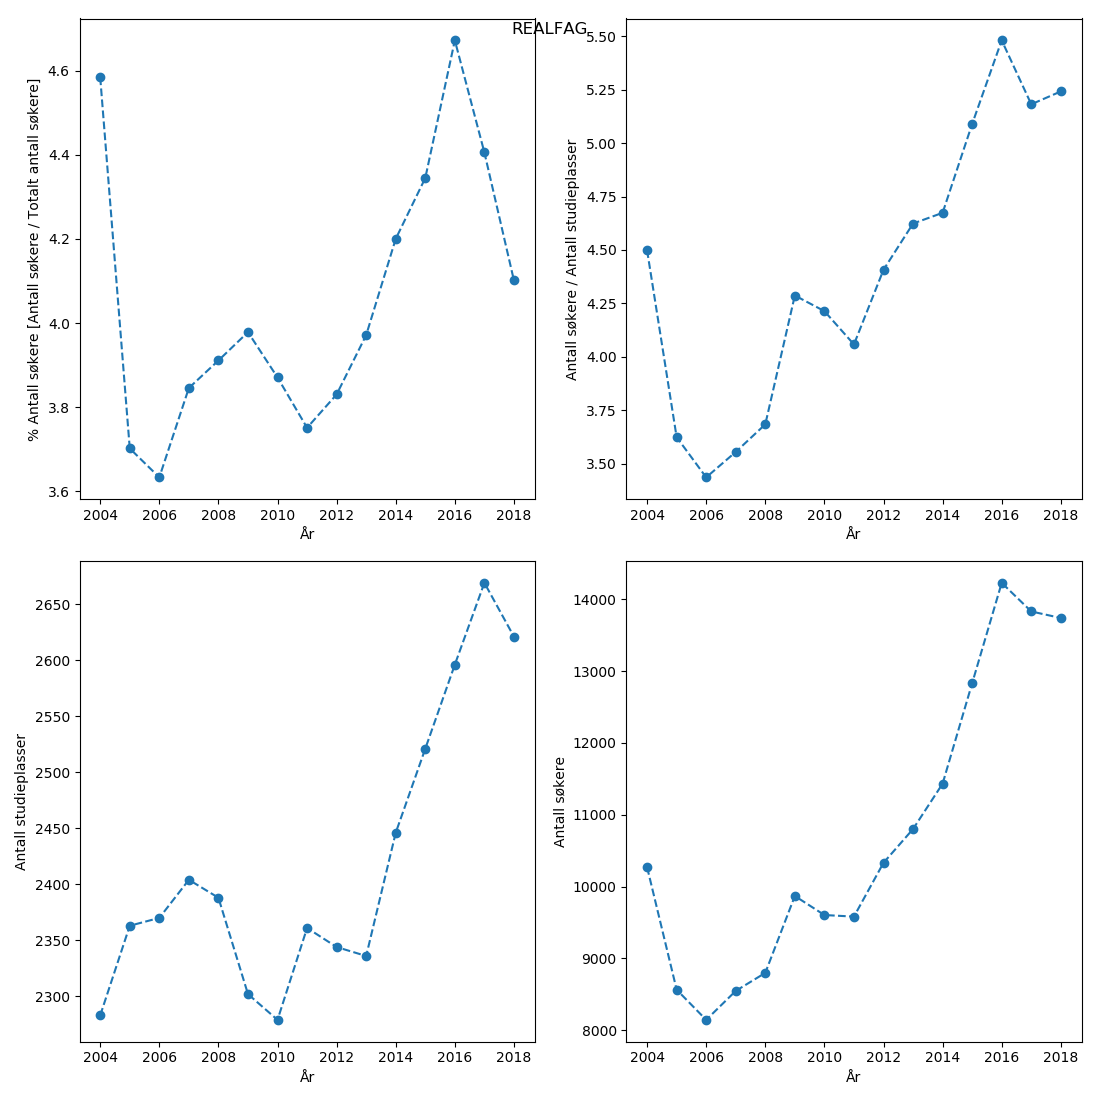 REALFAG
% Antall søkere [Antall søkere / Totalt antall søkere]
4.6
4.4
4.2
4.0
3.8
3.6
2004 2006 2008 2010 2012 2014 2016 2018
År
Antall søkere / Antall studieplasser
5.50
5.25
5.00
4.75
4.50
4.25
4.00
3.75
3.50
2004 2006 2008 2010 2012 2014 2016 2018
År
Antall studieplasser
2650
2600
2550
2500
2450
2400
2350
2300
2004 2006 2008 2010 2012 2014 2016 2018
År
Antall søkere
14000
13000
12000
11000
10000
9000
8000
2004 2006 2008 2010 2012 2014 2016 2018
År